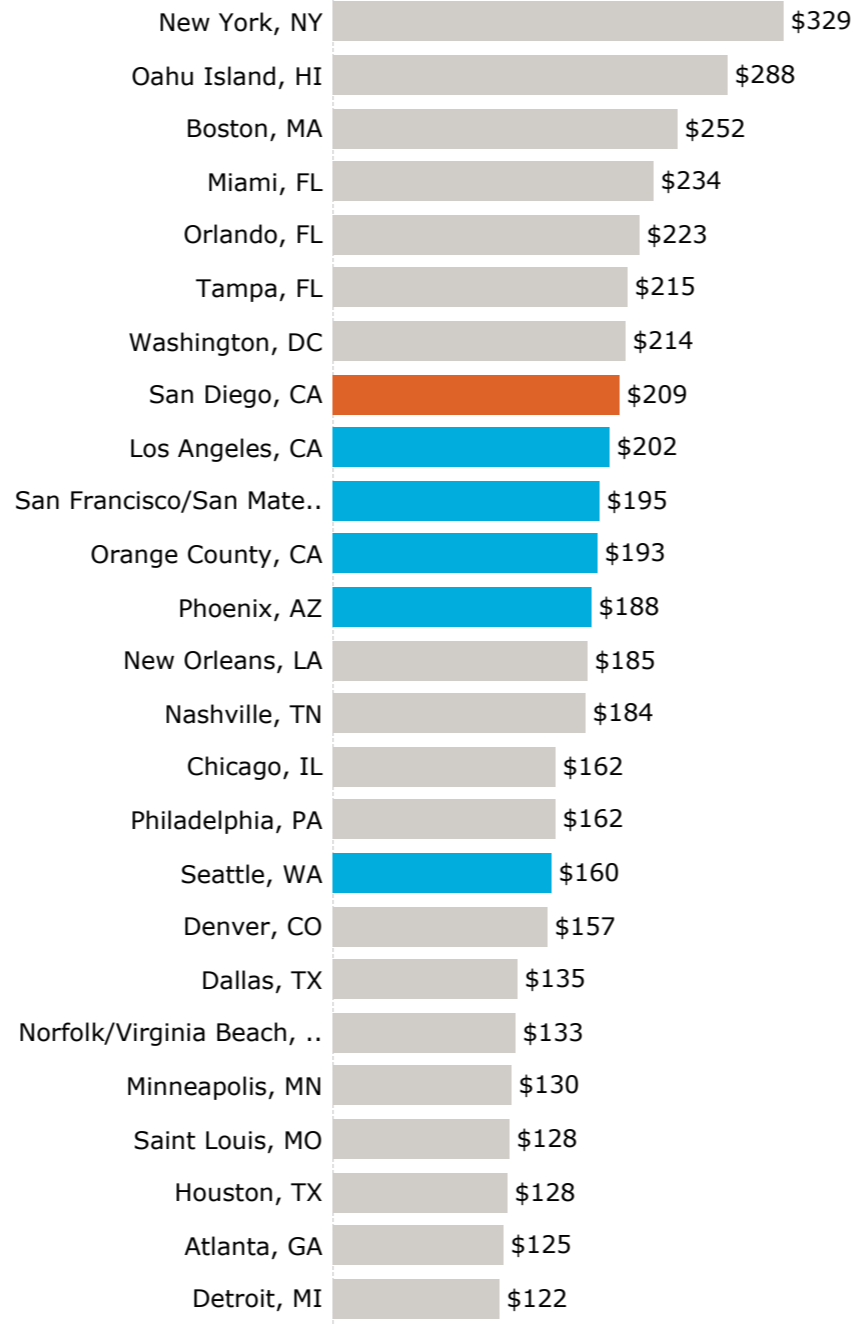 New York, NY $329
Oahu Island, HI $288
Boston, MA $252
Miami, FL $234
Orlando, FL $223
Tampa, FL $215
Washington, DC $214
San Diego, CA $209
Los Angeles, CA $202
San Francisco/San Mate.. $195
Orange County, CA $193
Phoenix, AZ $188
New Orleans, LA $185
Nashville, TN $184
Chicago, IL $162
Philadelphia, PA $162
Seattle, WA $160
Denver, CO $157
Dallas, TX $135
Norfolk/Virginia Beach, .. $133
Minneapolis, MN $130
Saint Louis, MO $128
Houston, TX $128
Atlanta, GA $125
Detroit, MI $122